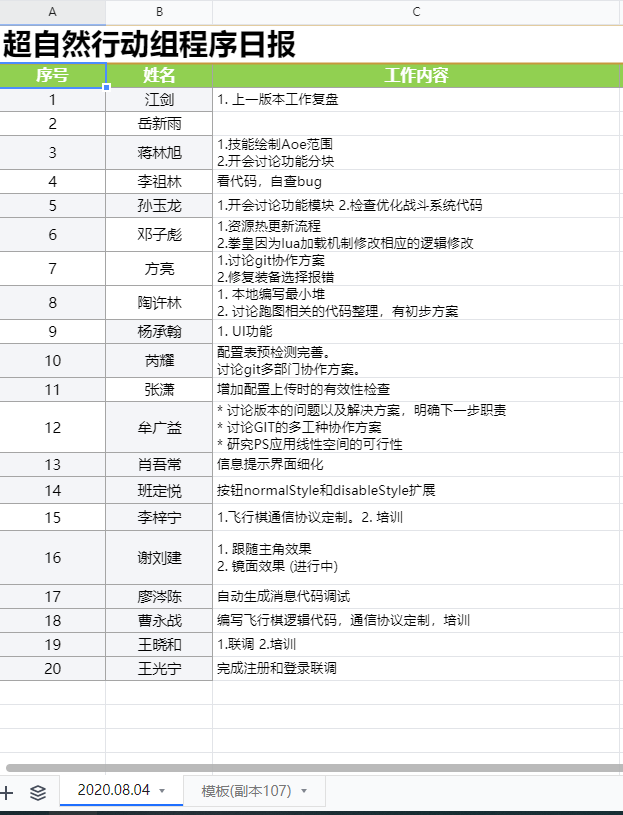 A B C
超自然行动组程序日报
序号 姓名 工作内容
1 江剑 1. 上一版本工作复盘
2 岳新雨
3 蒋林旭 1.技能绘制Aoe范围
2.开会讨论功能分块
4 李祖林 看代码，自查bug
5 孙玉龙 1.开会讨论功能模块 2.检查优化战斗系统代码
6 邓子彪 1.资源热更新流程
2.拳皇因为lua加载机制修改相应的逻辑修改
7 方亮 1.讨论git协作方案
2.修复装备选择报错
8 陶许林 1. 本地编写最小堆
2. 讨论跑图相关的代码整理，有初步方案
9 杨承翰 1. UI功能
10 芮耀 配置表预检测完善。
讨论git多部门协作方案。
11 张潇 增加配置上传时的有效性检查
12 牟广益 * 讨论版本的问题以及解决方案，明确下一步职责
* 讨论GIT的多工种协作方案
* 研究PS应用线性空间的可行性
13 肖吾常 信息提示界面细化
14 班定悦 按钮normalStyle和disableStyle扩展
15 李梓宁 1.飞行棋通信协议定制。2. 培训
16 谢刘建 1. 跟随主角效果
2. 镜面效果 (进行中)
17 廖涔陈 自动生成消息代码调试
18 曹永战 编写飞行棋逻辑代码，通信协议定制，培训
19 王晓和 1.联调 2.培训
20 王光宁 完成注册和登录联调
2020.08.04 模板(副本107)